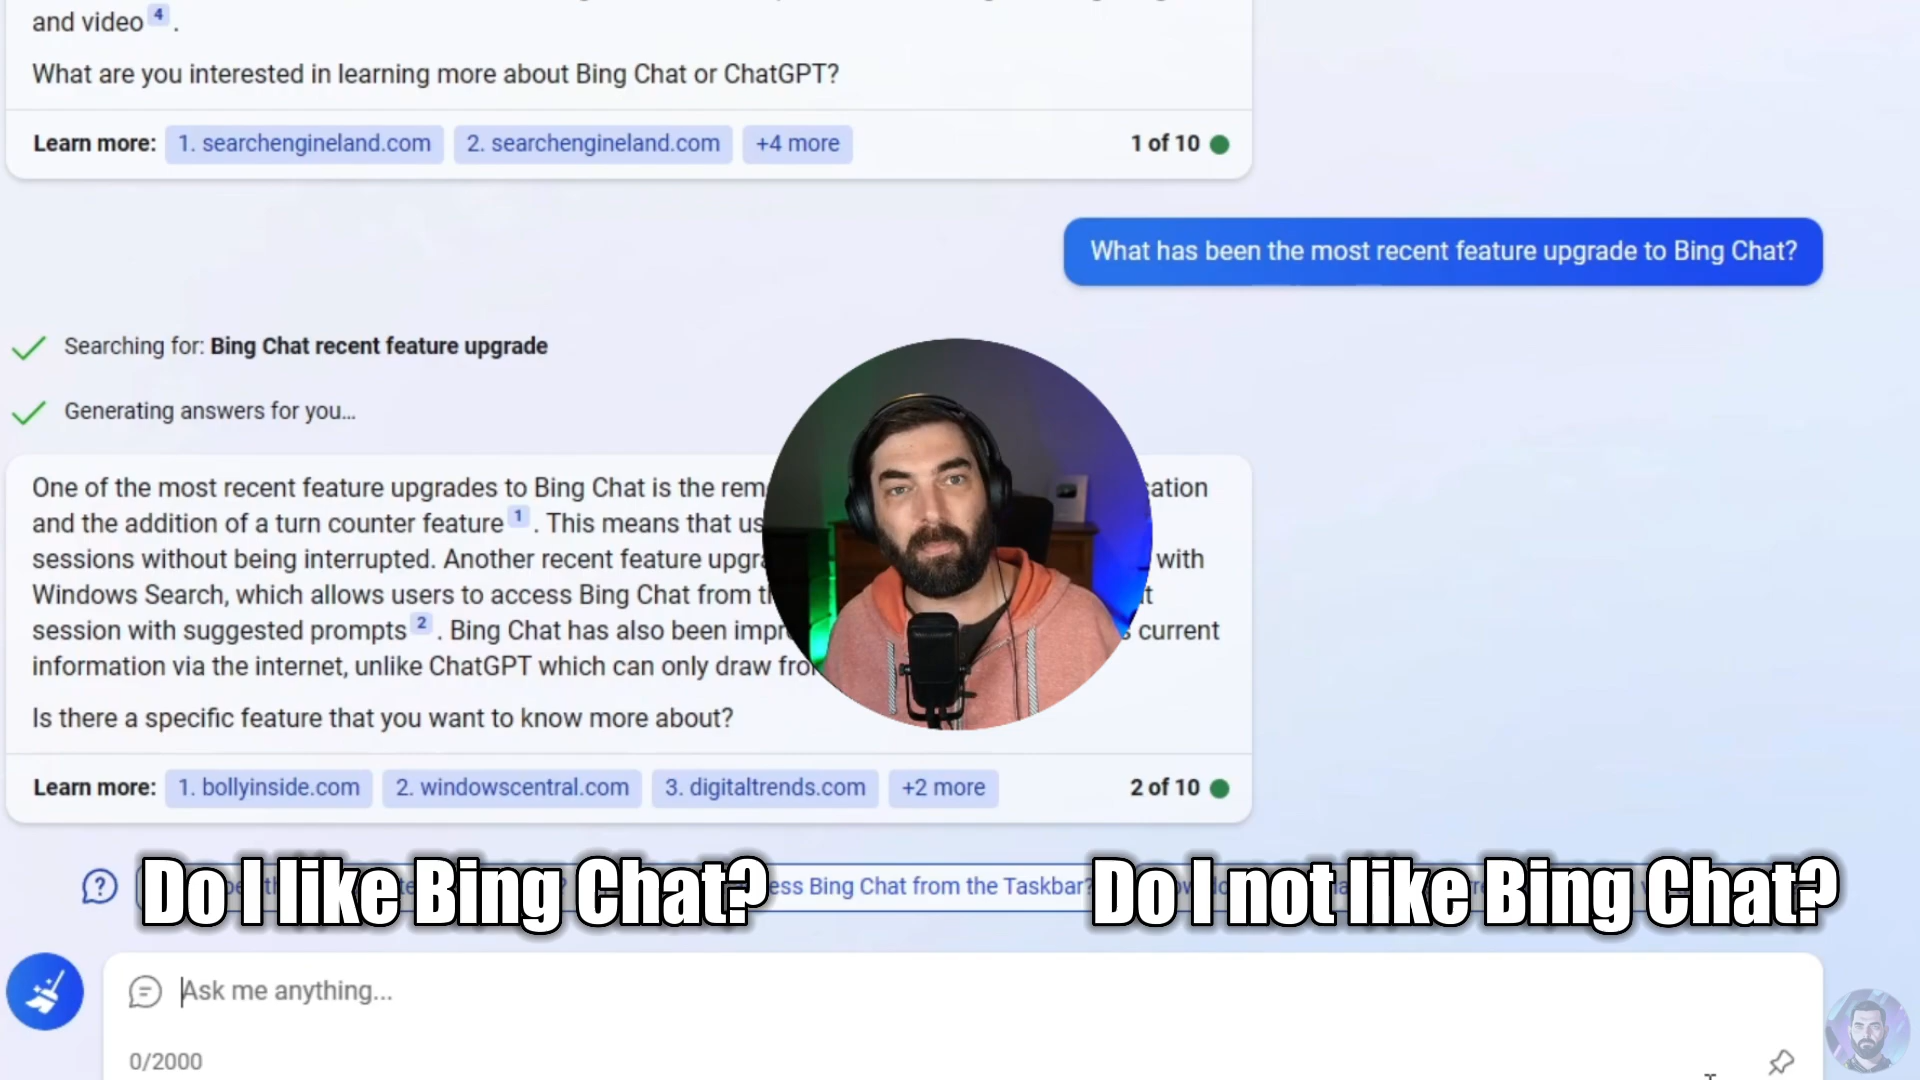 and video 4 .
What are you interested in learning more about Bing Chat or ChatGPT?
Learn more: 1. searchengineland.com 2. searchengineland.com +4 more 1 of 10
What has been the most recent feature upgrade to Bing Chat?
Searching for: Bing Chat recent feature upgrade
Generating answers for you...
One of the most recent feature upgrades to Bing Chat is the
and the addition of a turn counter feature 1 . This means that
sessions without being interrupted. Another recent feature with
Windows Search, which allows users to access Bing Chat from
session with suggested prompts 2 . Bing Chat has also been current
information via the internet, unlike ChatGPT which can only draw
Is there a specific feature that you want to know more about?
Learn more: 1. bollyinside.com 2. windowscentral.com 3. digitaltrends.com +2 more 2 of 10
Bing Chat from the Taskbar?
Do I like Bing Chat? Do I not like Bing Chat?
Ask me anything...
0/2000